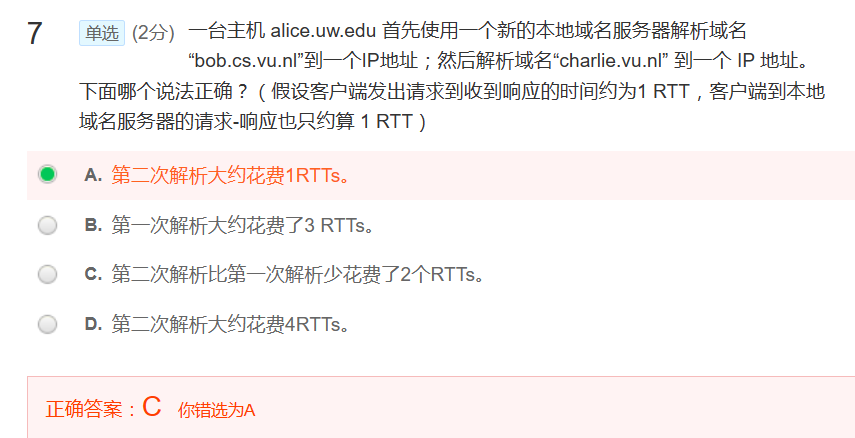 7 单选 (2分) 一台主机 alice.uw.edu 首先使用一个新的本地域名服务器解析域名
“bob.cs.vu.nl”到一个IP地址；然后解析域名“charlie.vu.nl” 到一个 IP 地址。
下面哪个说法正确？（假设客户端发出请求到收到响应的时间约为1 RTT，客户端到本地
域名服务器的请求-响应也只约算 1 RTT）
A. 第二次解析大约花费1RTTs。
B. 第一次解析大约花费了3 RTTs。
C. 第二次解析比第一次解析少花费了2个RTTs。
D. 第二次解析大约花费4RTTs。
正确答案：C 你错选为A